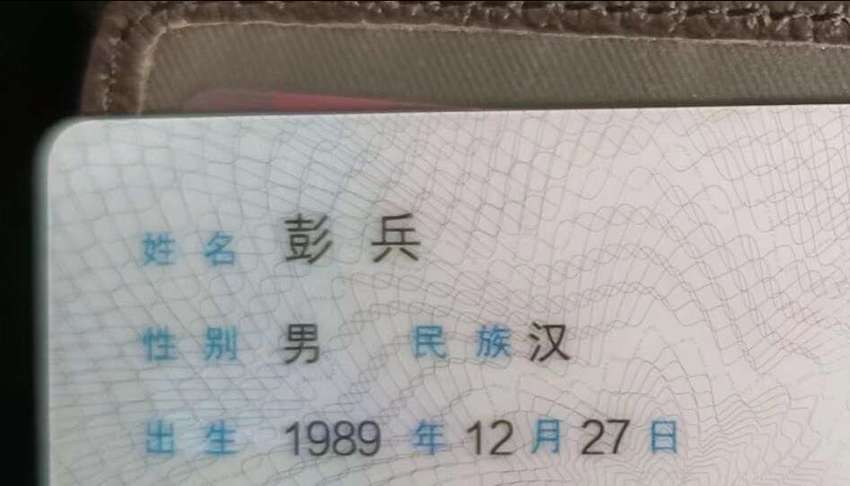 姓名 彭兵
性别 男 民族 汉
出生 1989 年 12 月 27 日